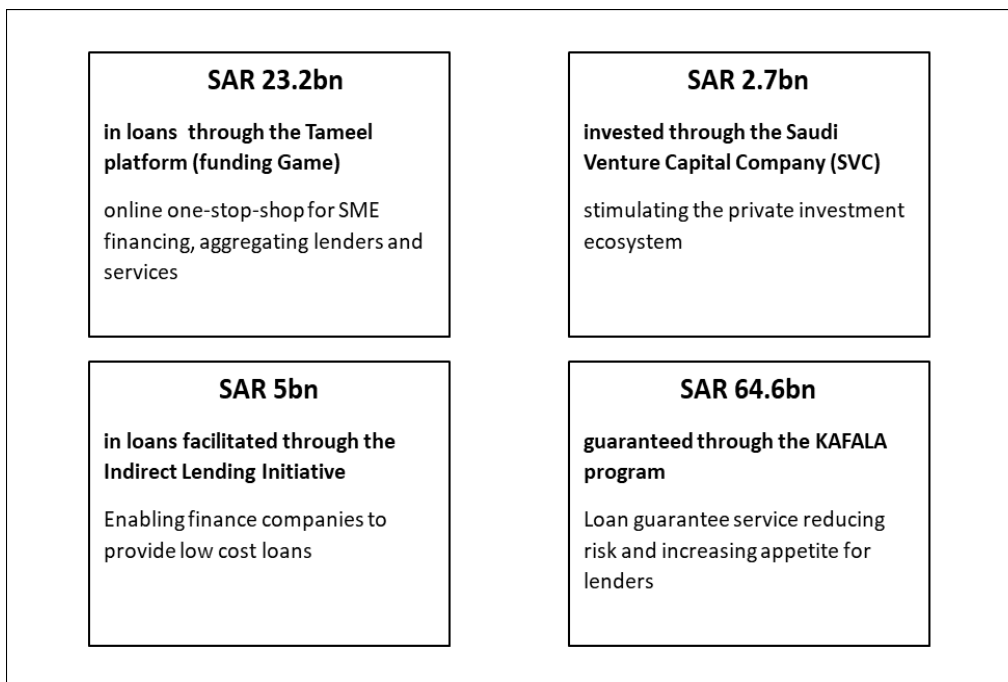 SAR 23.2bn
in loans through the Tameel
platform (funding Game)
online one-stop-shop for SME
financing, aggregating lenders and
services
SAR 2.7bn
invested through the Saudi
Venture Capital Company (SVC)
stimulating the private investment
ecosystem
SAR 5bn
in loans facilitated through the
Indirect Lending Initiative
Enabling finance companies to
provide low cost loans
SAR 64.6bn
guaranteed through the KAFALA
program
Loan guarantee service reducing
risk and increasing appetite for
lenders